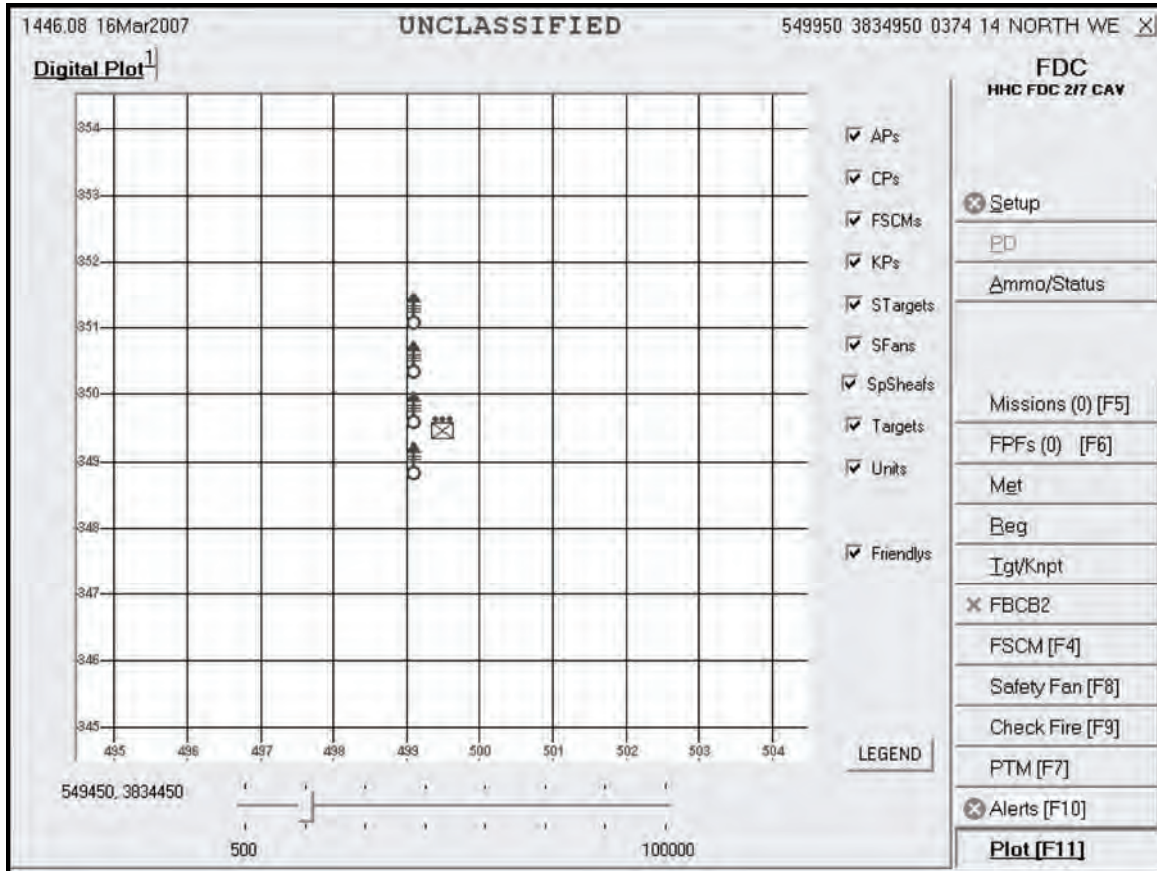 1446.08 16Mar2007 UNCLASSIFIED 549950 3834950 0374 14 NORTH WE X
Digital Plot 1
354
353
352
351
350
349
348
347
346
345
495 496 497 498 499 500 501 502 503 504
549450, 3834450
500 100000
APs
CPs
FSCMs
KPs
STargets
SFans
SpSheafs
Targets
Units
Friendlys
LEGEND
FDC
HHC FDC 2/7 CAV
Setup
PD
Ammo/Status
Missions (0) [F5]
FPFs (0) [F6]
Met
Reg
Tgt/Knpt
FBCB2
FSCM [F4]
Safety Fan [F8]
Check Fire [F9]
PTM [F7]
Alerts [F10]
Plot [F11]